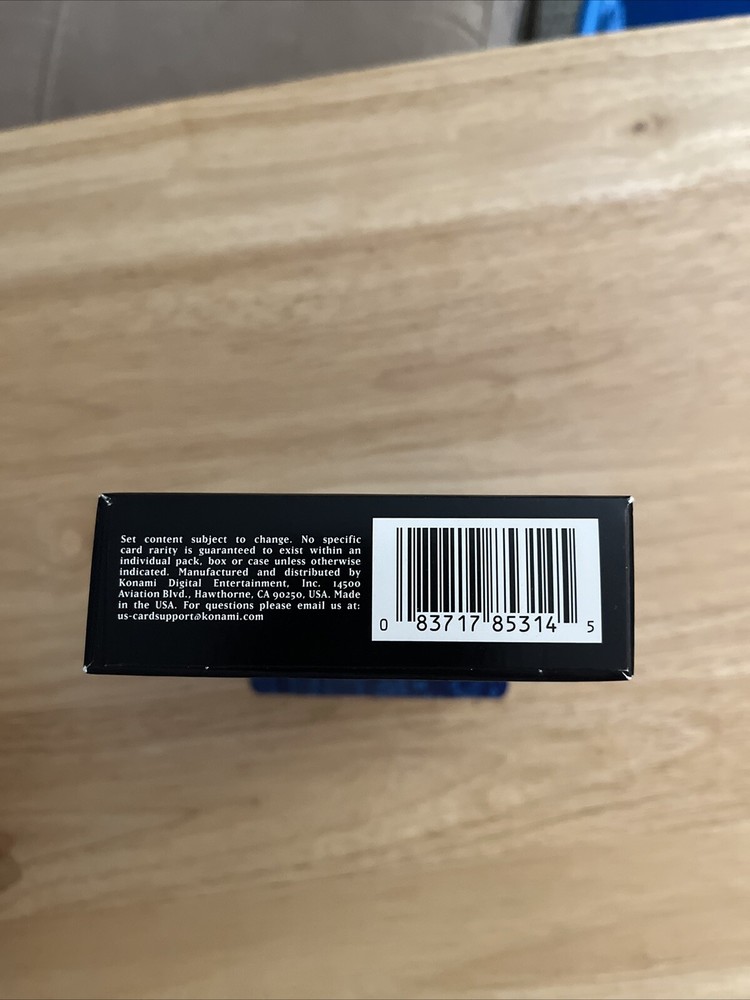 Set content subject to change. No specific
card rarity is guaranteed to exist within an
individual pack, box or case unless otherwise
indicated. Manufactured and distributed by
Konami Digital Entertainment, Inc. 14500
Aviation Blvd., Hawthorne, CA 90250, USA. Made
in the USA. For questions please email us at:
us-cardsupport@konami.com
0 83717 85314 5